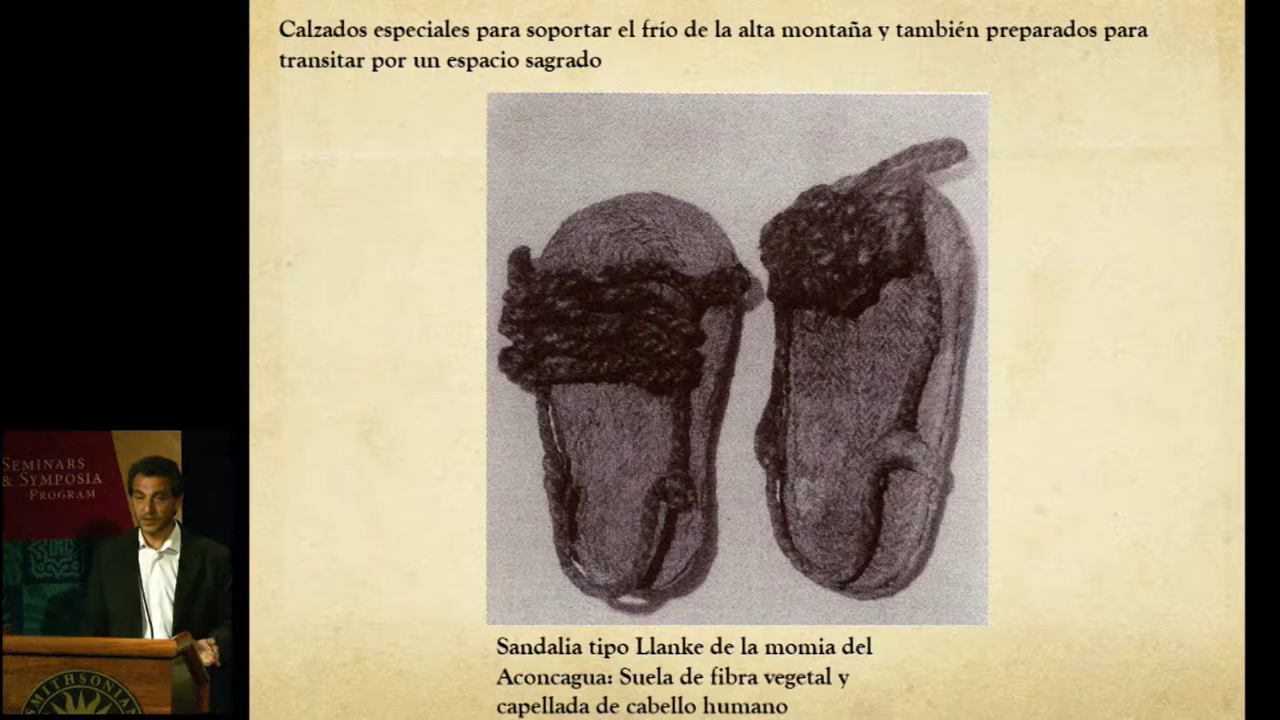 Calzados especiales para soportar el frío de la alta montaña y también preparados para
transitar por un espacio sagrado
SEMINARS
& SYMPOSIA
PROGRAM
Sandalia tipo Llanke de la momia del
Aconcagua: Suela de fibra vegetal y
capellada de cabello humano
SMITHSONIAN